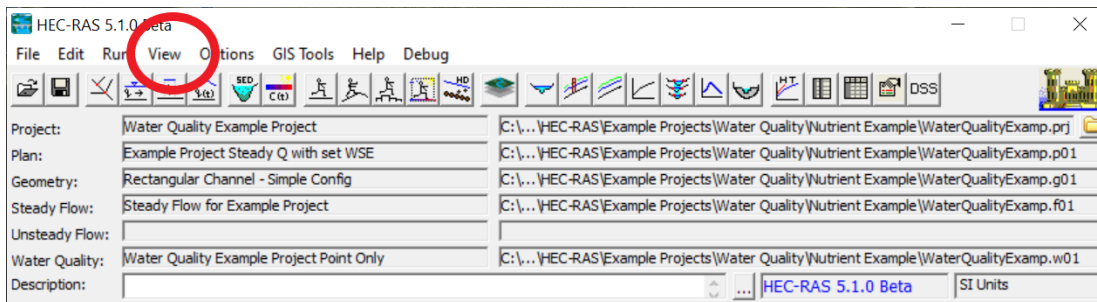 HEC-RAS 5.1.0 Beta
File Edit Run View Options GIS Tools Help Debug
SED C(t) HD HT DSS
Project: Water Quality Example Project C:\...\HEC-RAS\Example Projects\Water Quality\Nutrient Example\WaterQualityExamp.prj
Plan: Example Project Steady Q with set WSE C:\...\HEC-RAS\Example Projects\Water Quality\Nutrient Example\WaterQualityExamp.p01
Geometry: Rectangular Channel - Simple Config C:\...\HEC-RAS\Example Projects\Water Quality\Nutrient Example\WaterQualityExamp.g01
Steady Flow: Steady Flow for Example Project C:\...\HEC-RAS\Example Projects\Water Quality\Nutrient Example\WaterQualityExamp.f01
Unsteady Flow:
Water Quality: Water Quality Example Project Point Only C:\...\HEC-RAS\Example Projects\Water Quality\Nutrient Example\WaterQualityExamp.w01
Description: ... HEC-RAS 5.1.0 Beta SI Units